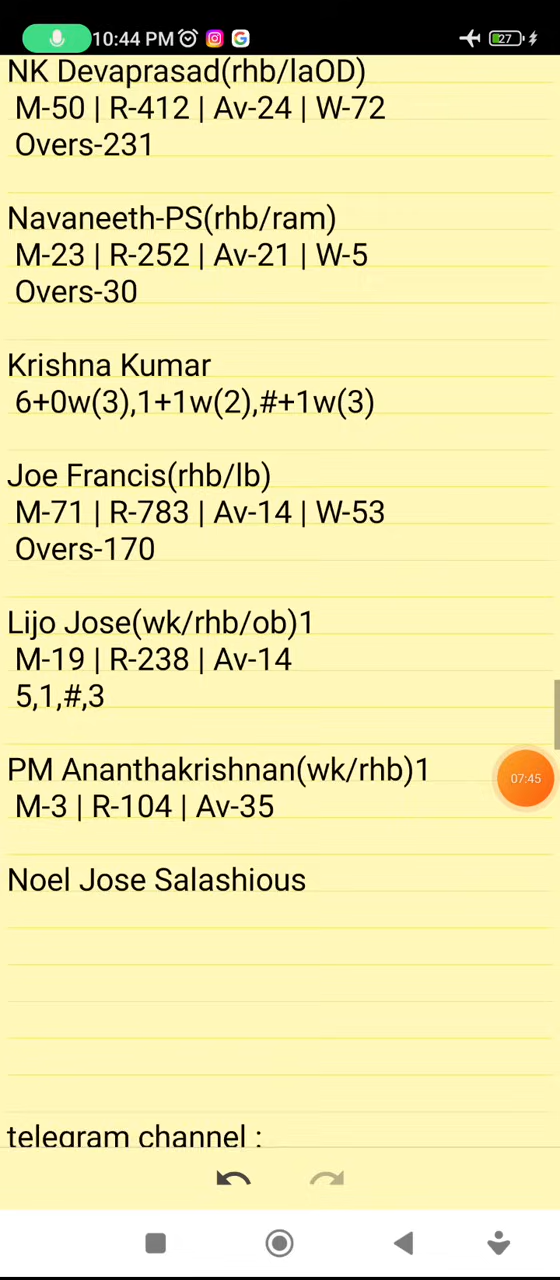 10:44 PM
27
NK Devaprasad(rhb/laOD)
M-50 | R-412 | Av-24 | W-72
Overs-231
Navaneeth-PS(rhb/ram)
M-23 | R-252 | Av-21 | W-5
Overs-30
Krishna Kumar
6+0w(3),1+1w(2),#+1w(3)
Joe Francis(rhb/lb)
M-71 | R-783 | Av-14 | W-53
Overs-170
Lijo Jose(wk/rhb/ob)1
M-19 | R-238 | Av-14
5,1,#,3
PM Ananthakrishnan(wk/rhb)1
07:45
M-3 | R-104 | Av-35
Noel Jose Salashious
telegram channel :